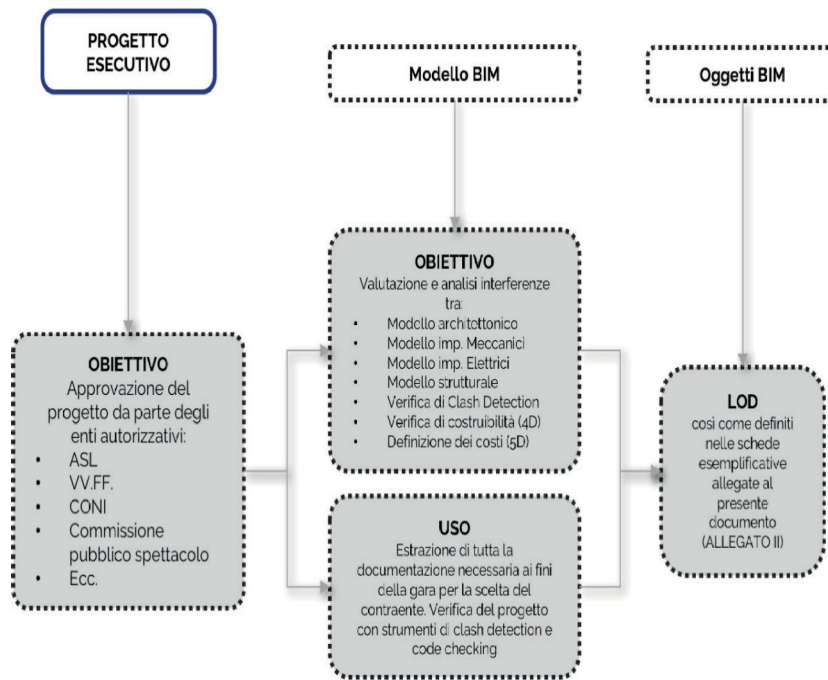 PROGETTO
ESECUTIVO
Modello BIM
Oggetti BIM
OBIETTIVO
Approvazione del
progetto da parte degli
enti autorizzativi:
• ASL
• VV.FF.
• CONI
• Commissione
pubblico spettacolo
• Ecc.
OBIETTIVO
Valutazione e analisi interferenze
tra:
• Modello architettonico
• Modello imp. Meccanici
• Modello imp. Elettrici
• Modello strutturale
• Verifica di Clash Detection
• Verifica di costruibilità (4D)
• Definizione dei costi (5D)
USO
Estrazione di tutta la
documentazione necessaria ai fini
della gara per la scelta del
contraente. Verifica del progetto
con strumenti di clash detection e
code checking
LOD
cosi come definiti
nelle schede
esemplificative
allegate al
presente
documento
(ALLEGATO II)